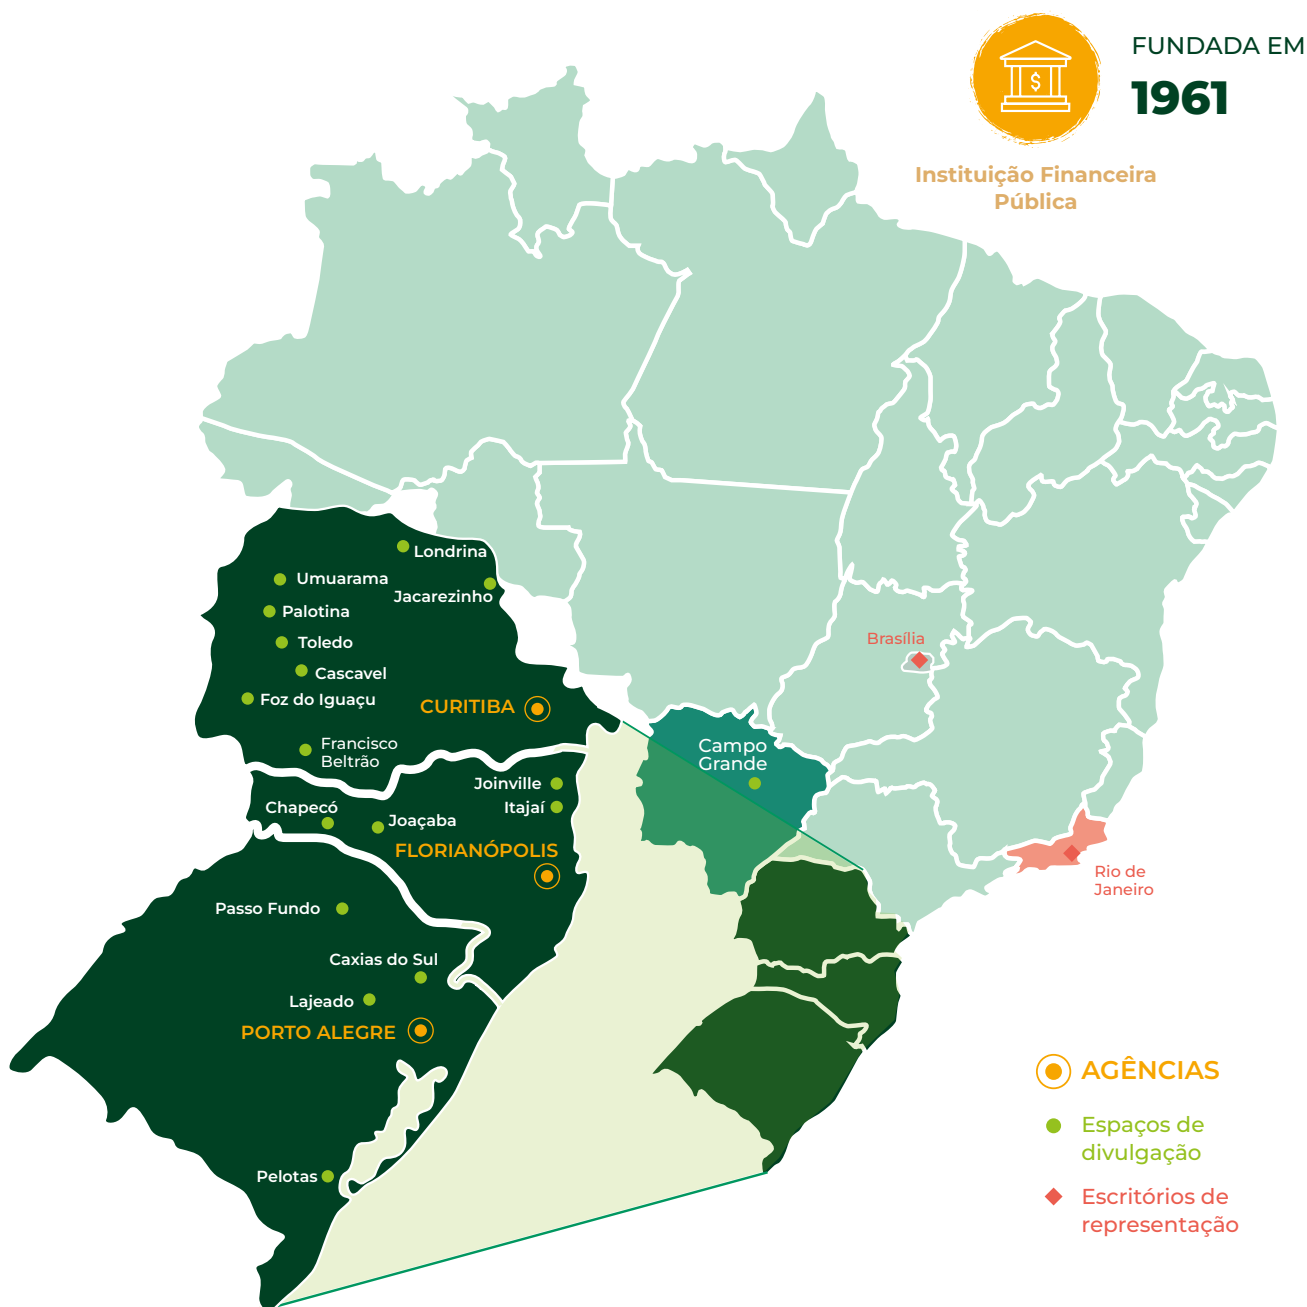 FUNDADA EM
1961
Instituição Financeira
Pública
Londrina
Umuarama
Jacarezinho
Palotina
Toledo
Cascavel
Foz do Iguaçu
CURITIBA
Francisco
Beltrão
Brasília
Campo
Grande
Joinville
Itajaí
Chapecó
Joaçaba
FLORIANÓPOLIS
Rio de
Janeiro
Passo Fundo
Caxias do Sul
Lajeado
PORTO ALEGRE
Pelotas
AGÊNCIAS
Espaços de
divulgação
Escritórios de
representação